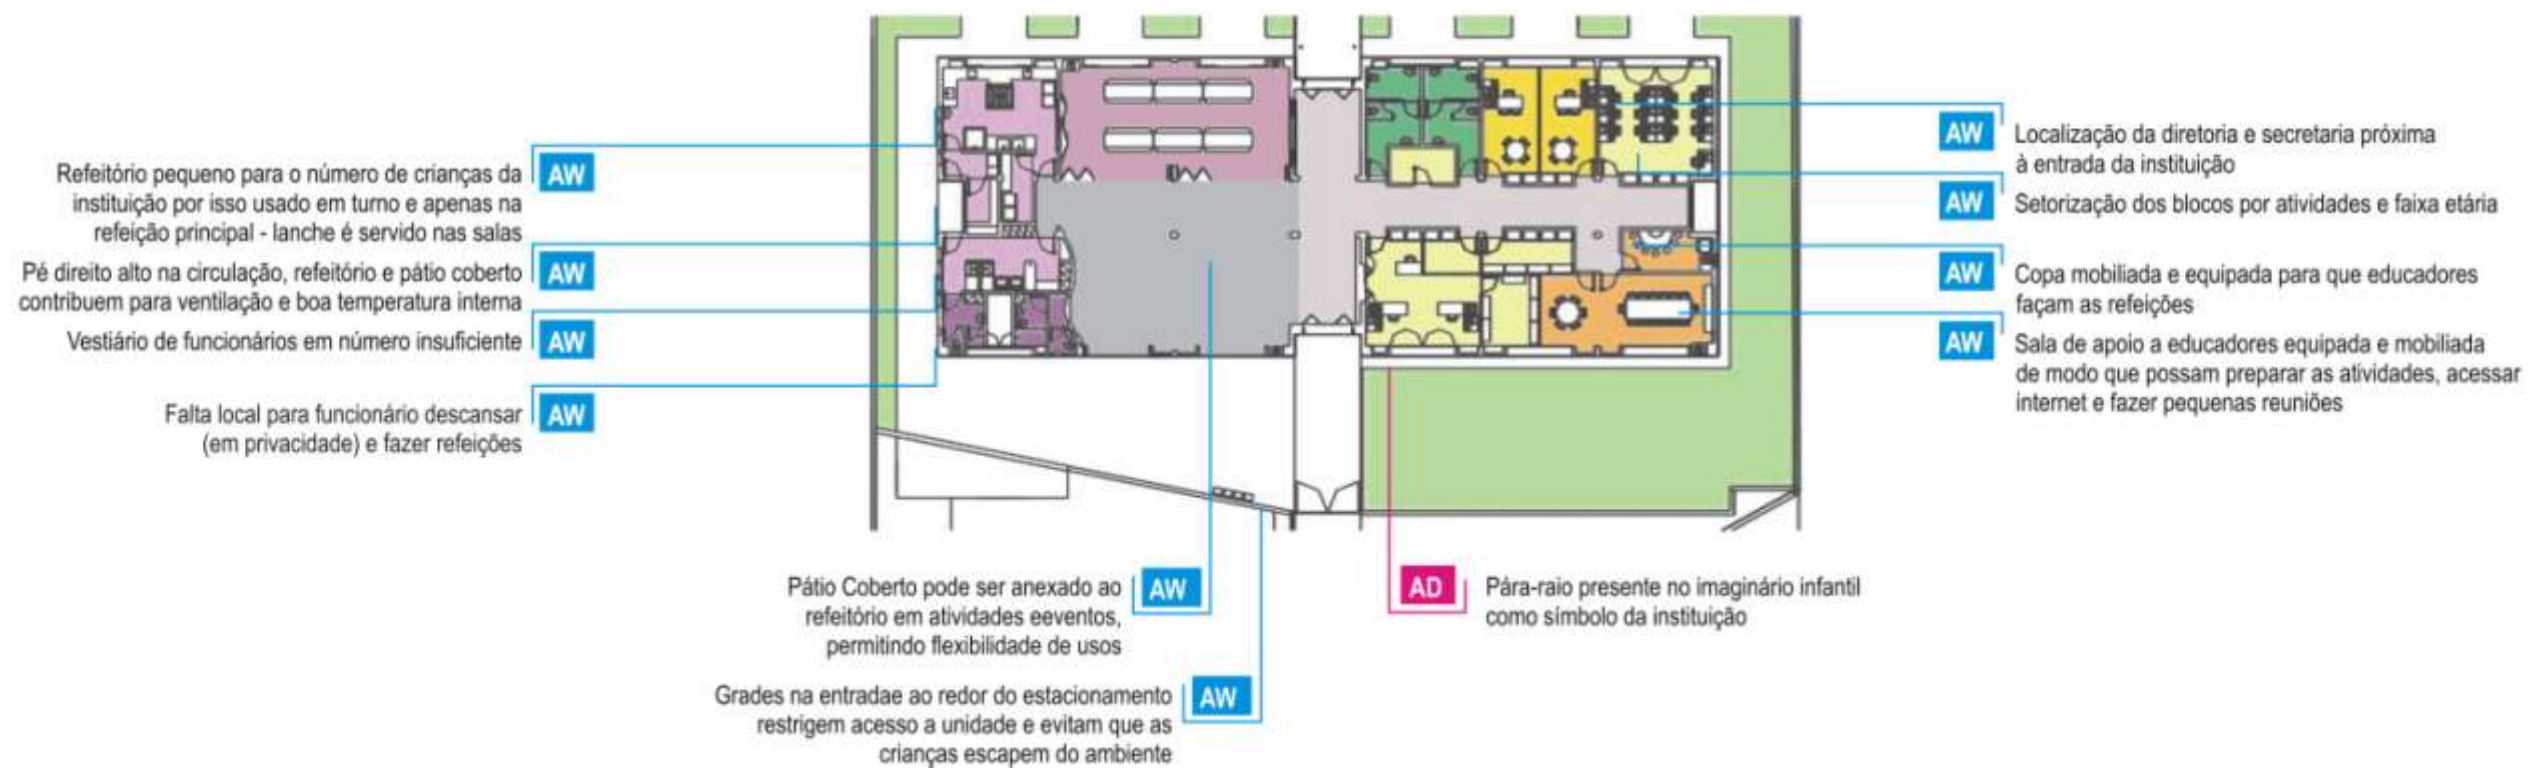 AW
Refeitório pequeno para o número de crianças da
instituição por isso usado em turno e apenas na
refeição principal - lanche é servido nas salas
AW
Pé direito alto na circulação, refeitório e pátio coberto
contribuem para ventilação e boa temperatura interna
AW
Vestiário de funcionários em número insuficiente
AW
Falta local para funcionário descansar
(em privacidade) e fazer refeições
AW
Localização da diretoria e secretaria próxima
à entrada da instituição
AW
Setorização dos blocos por atividades e faixa etária
AW
Copa mobiliada e equipada para que educadores
façam as refeições
AW
Sala de apoio a educadores equipada e mobiliada
de modo que possam preparar as atividades, acessar
internet e fazer pequenas reuniões
AW
Pátio Coberto pode ser anexado ao
refeitório em atividades eeventos,
permitindo flexibilidade de usos
AD
Pára-raio presente no imaginário infantil
como símbolo da instituição
AW
Grades na entradae ao redor do estacionamento
restrigem acesso a unidade e evitam que as
crianças escapem do ambiente